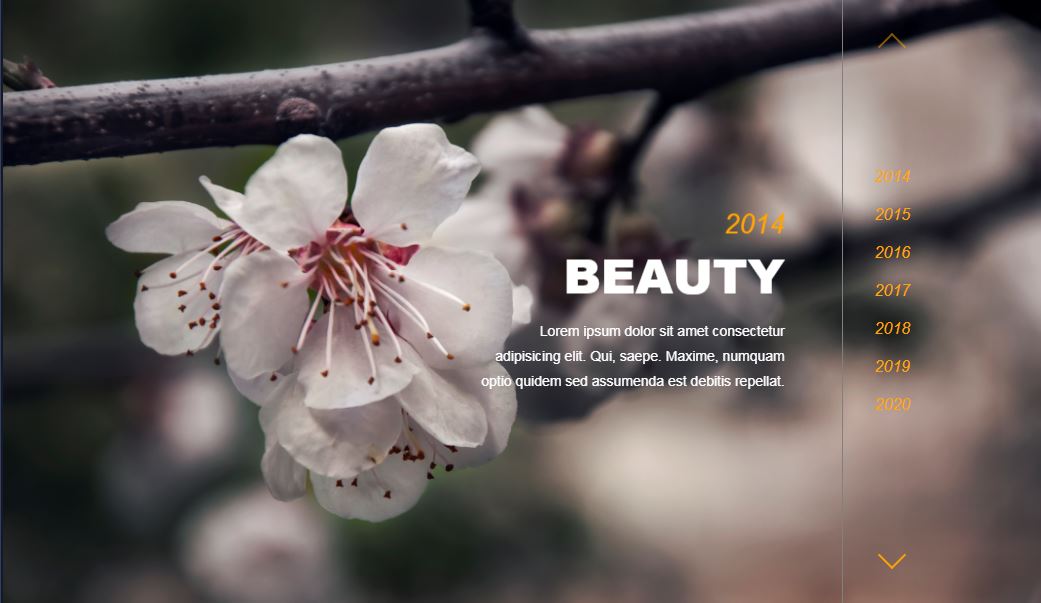 2014
BEAUTY
Lorem ipsum dolor sit amet consectetur
adipisicing elit. Qui, saepe. Maxime, numquam
optio quidem sed assumenda est debitis repellat.
2014
2015
2016
2017
2018
2019
2020